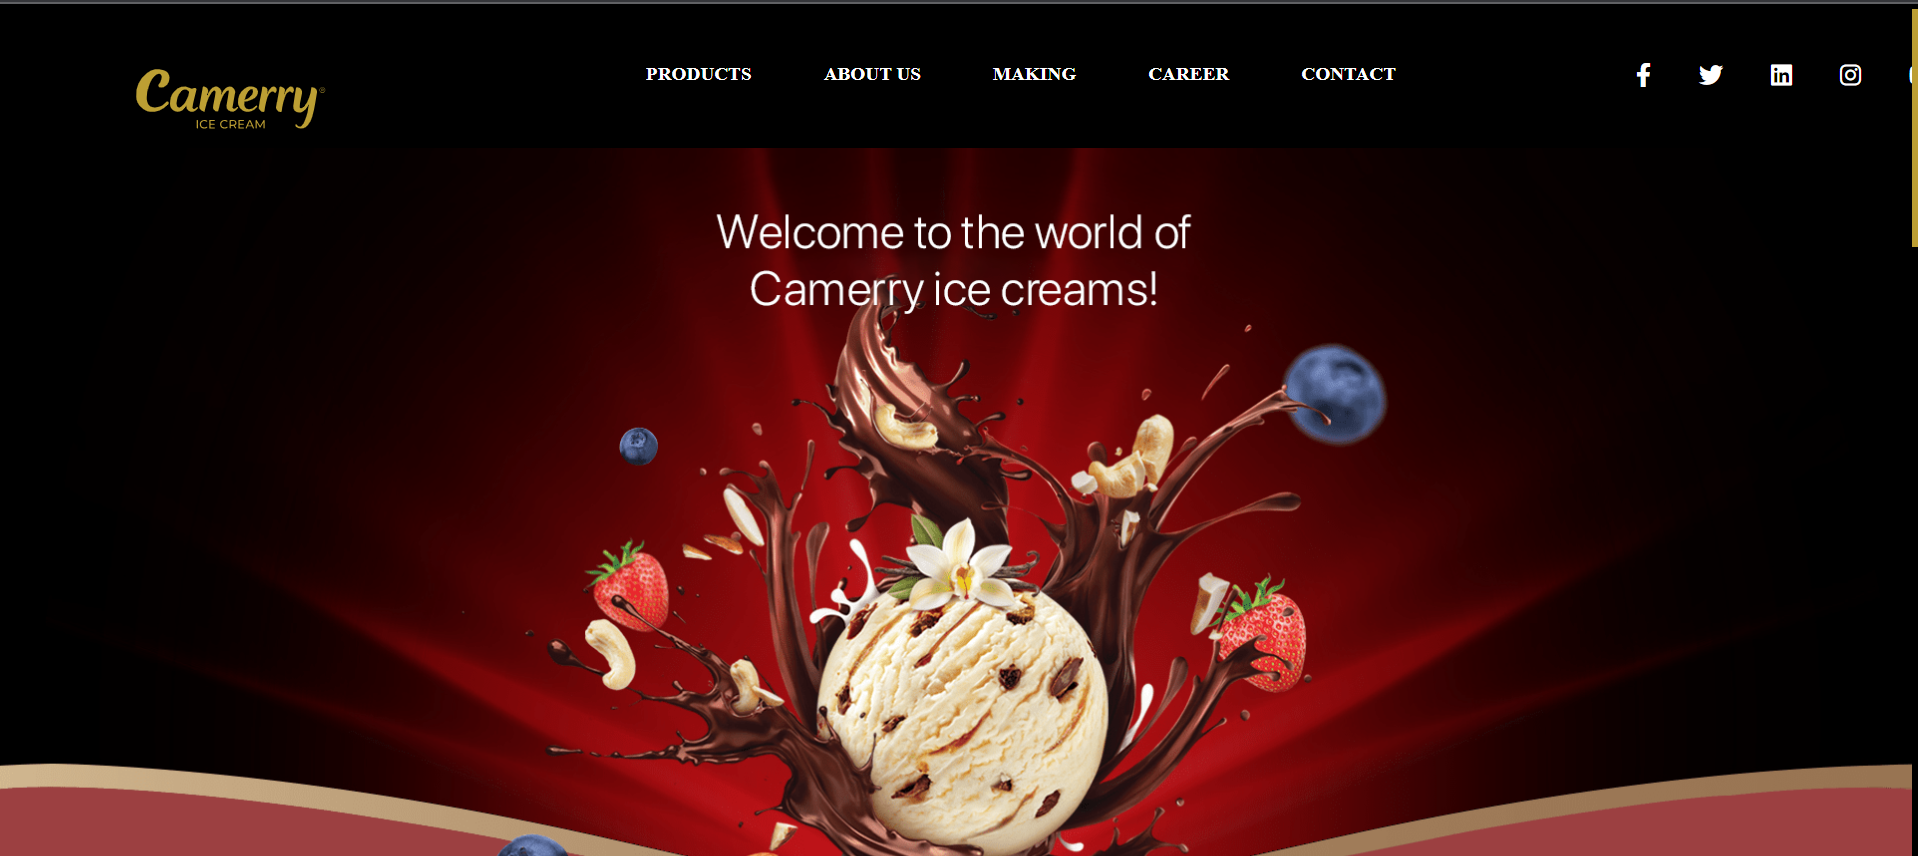 Camerry®
ICE CREAM
PRODUCTS ABOUT US MAKING CAREER CONTACT
Welcome to the world of
Camerry ice creams!